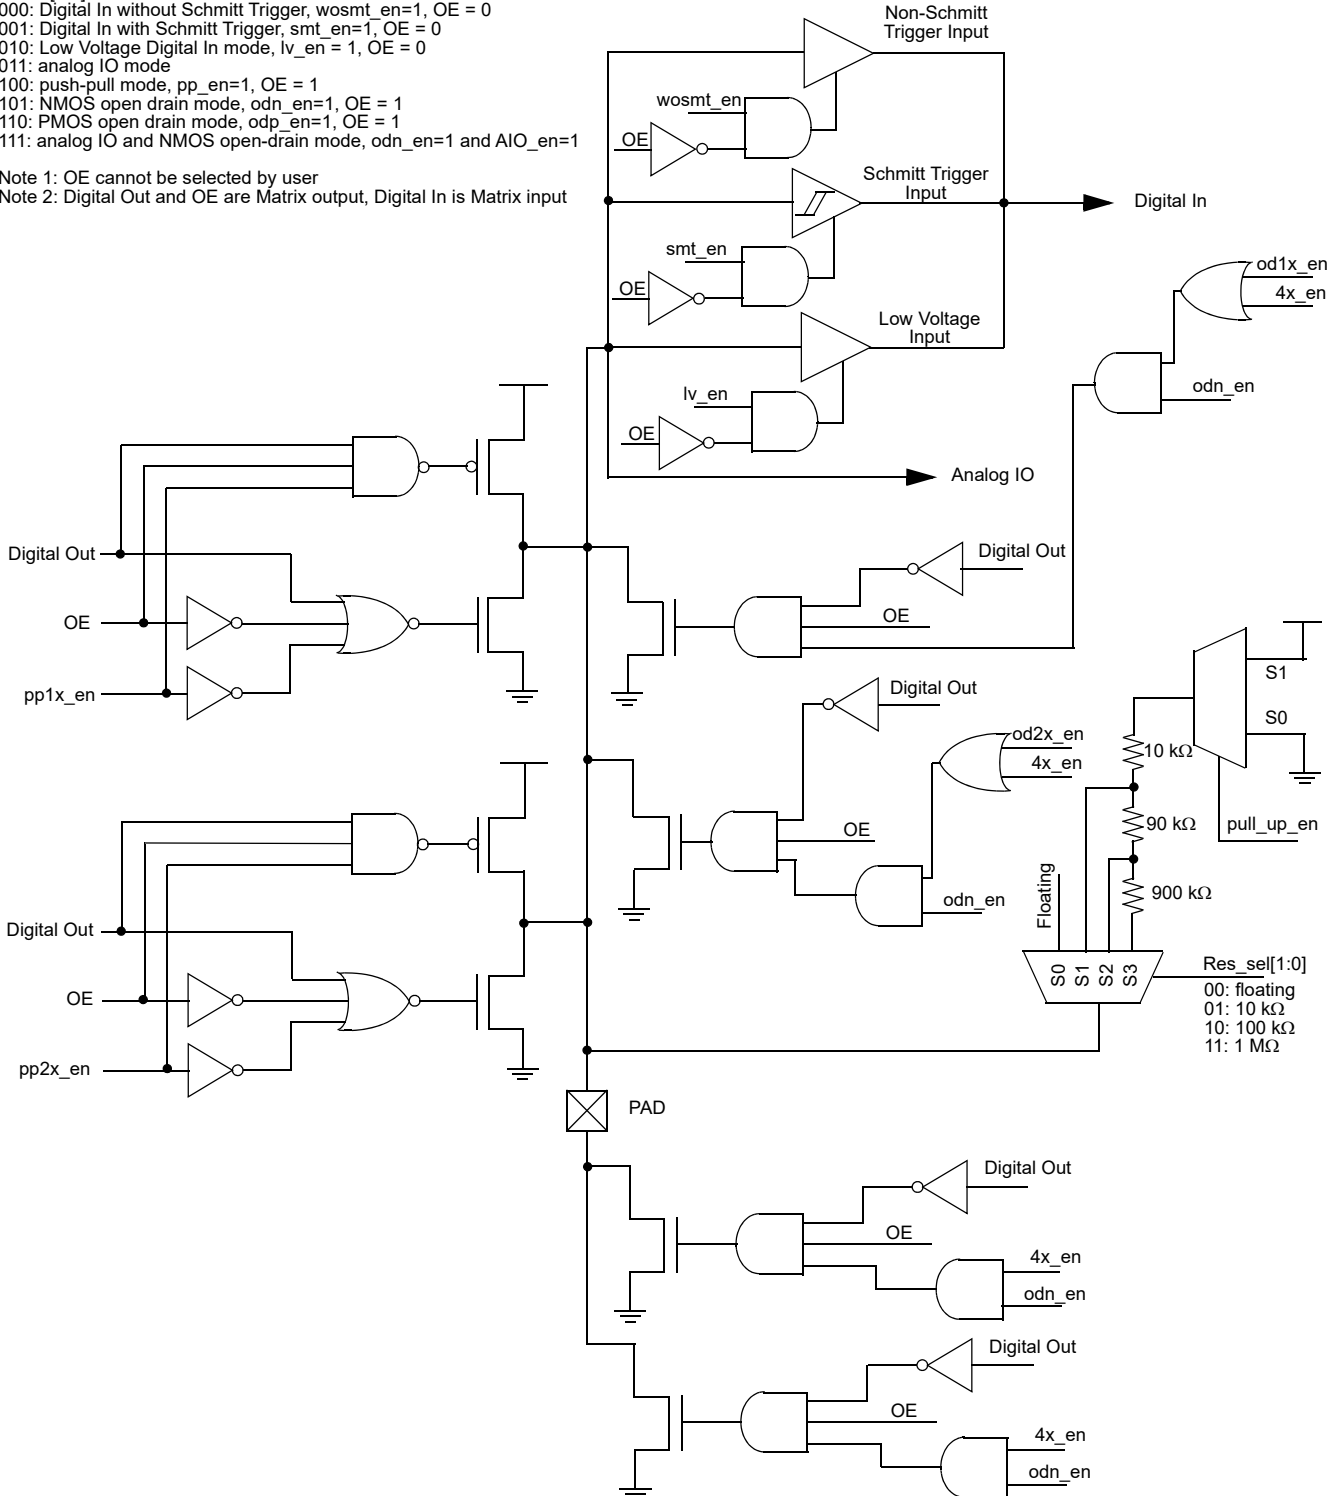 000: Digital In without Schmitt Trigger, wosmt_en=1, OE = 0
001: Digital In with Schmitt Trigger, smt_en=1, OE = 0
010: Low Voltage Digital In mode, lv_en = 1, OE = 0
011: analog IO mode
100: push-pull mode, pp_en=1, OE = 1
101: NMOS open drain mode, odn_en=1, OE = 1
110: PMOS open drain mode, odp_en=1, OE = 1
111: analog IO and NMOS open-drain mode, odn_en=1 and AIO_en=1
Note 1: OE cannot be selected by user
Note 2: Digital Out and OE are Matrix output, Digital In is Matrix input
Non-Schmitt
Trigger Input
wosmt_en
OE
Schmitt Trigger
Input
Digital In
smt_en
OE
Low Voltage
Input
lv_en
OE
Analog IO
od1x_en
4x_en
odn_en
Digital Out
OE
pp1x_en
Digital Out
OE
Digital Out
od2x_en
4x_en
OE
odn_en
S1
S0
10 kΩ
90 kΩ
pull_up_en
900 kΩ
Floating
S0
S1
S2
S3
Res_sel[1:0]
00: floating
01: 10 kΩ
10: 100 kΩ
11: 1 MΩ
Digital Out
OE
pp2x_en
PAD
Digital Out
OE
4x_en
odn_en
Digital Out
OE
4x_en
odn_en